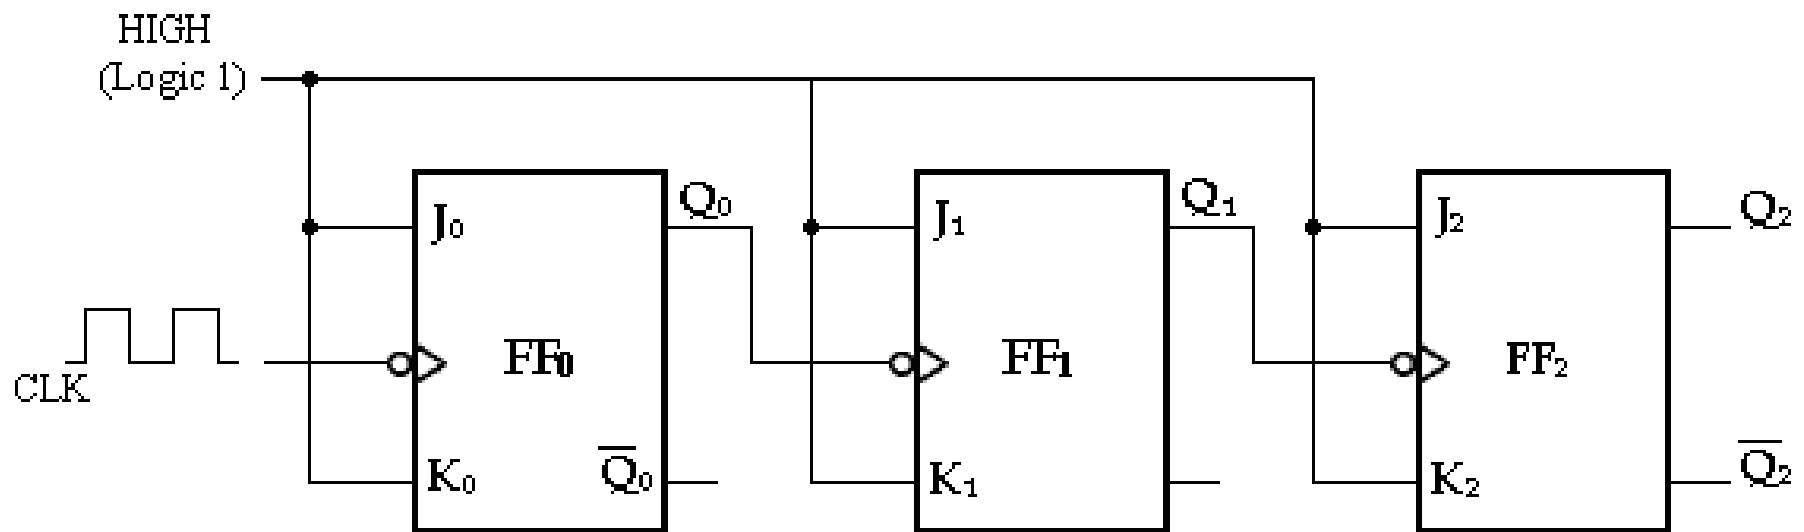 HIGH
(Logic 1)
Q₀ Q₁ Q₂
J₀ J₁ J₂
FF₀ FF₁ FF₂
CLK
K₀ Q̅₀ K₁ K₂ Q̅₂